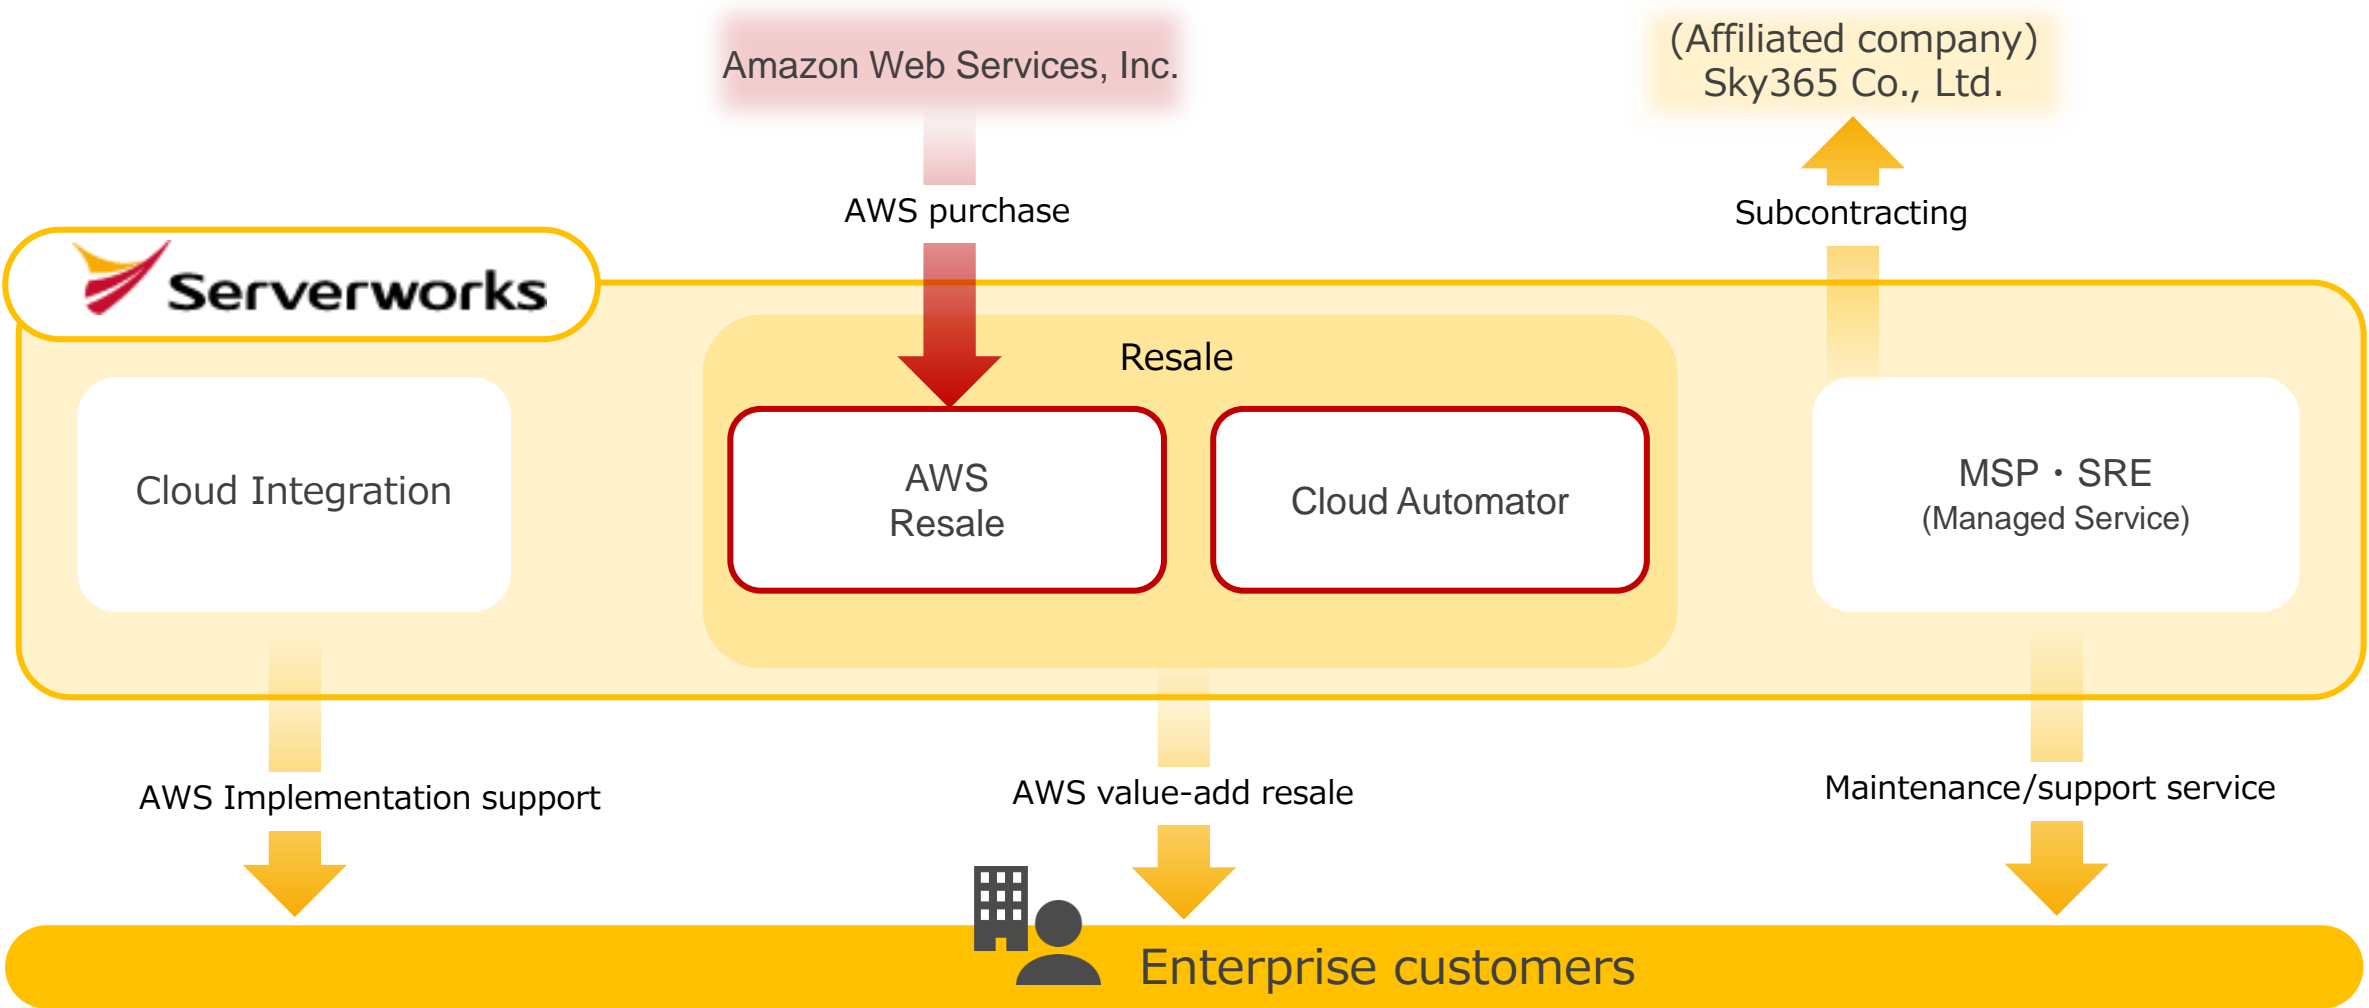 Amazon Web Services, Inc.
(Affiliated company)
Sky365 Co., Ltd.
AWS purchase
Subcontracting
Serverworks
Resale
Cloud Integration
AWS
Resale
Cloud Automator
MSP・SRE
(Managed Service)
AWS Implementation support
AWS value-add resale
Maintenance/support service
Enterprise customers